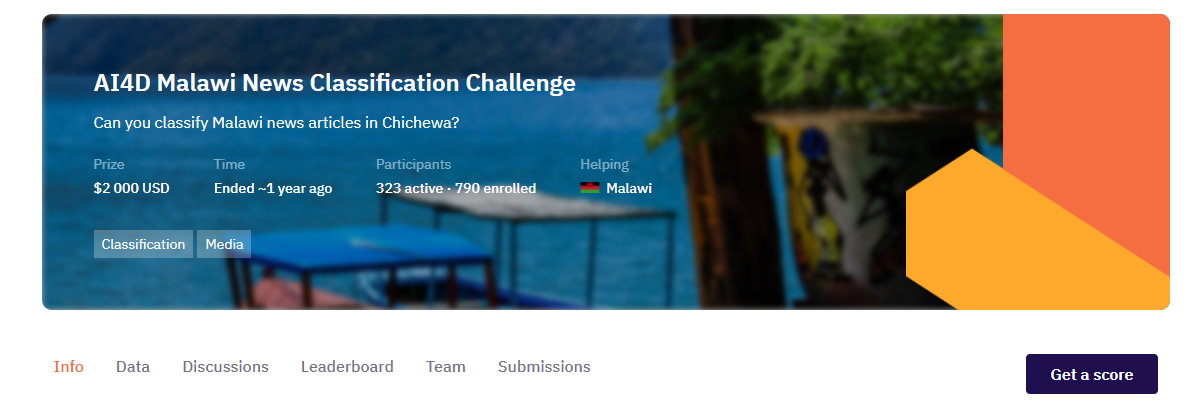 AI4D Malawi News Classification Challenge
Can you classify Malawi news articles in Chichewa?
Prize Time Participants Helping
$2 000 USD Ended ~1 year ago 323 active · 790 enrolled Malawi
Classification Media
Info Data Discussions Leaderboard Team Submissions Get a score